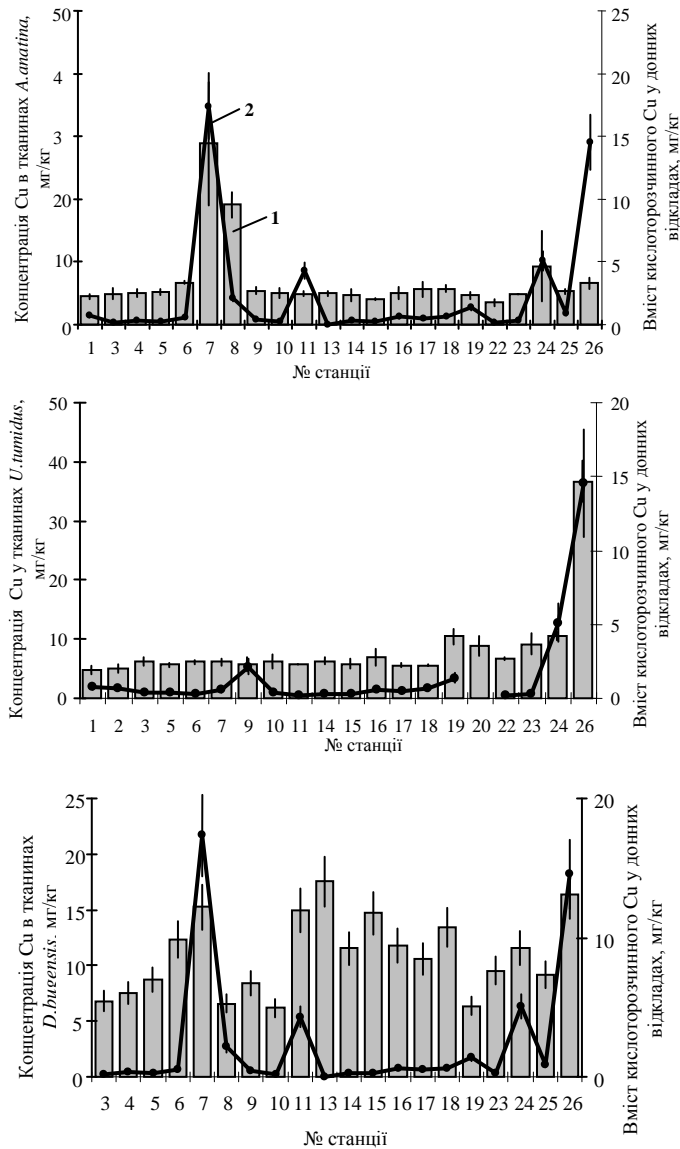 Концентрація Cu в тканинах A.anatina,
мг/кг
50
4
3
20
10
0
2
1
25
20
15
10
5
0
Вміст кислоторозчинного Cu у донних
відкладах, мг/кг
1 3 4 5 6 7 8 9 10 11 13 14 15 16 17 18 19 22 23 24 25 26
№ станції
Концентрація Cu у тканинах U.tumidus,
мг/кг
50
40
30
20
10
0
20
15
10
5
0
Вміст кислоторозчинного Cu у донних
відкладах, мг/кг
1 2 3 5 6 7 9 10 11 14 15 16 17 18 19 20 22 23 24 26
№ станції
Концентрація Cu в тканинах
D.bugensis. мг/кг
25
20
15
10
5
0
20
10
0
Вміст кислоторозчинного Cu у донних
відкладах, мг/кг
3 4 5 6 7 8 9 10 11 13 14 15 16 17 18 19 23 24 25 26
№ станції